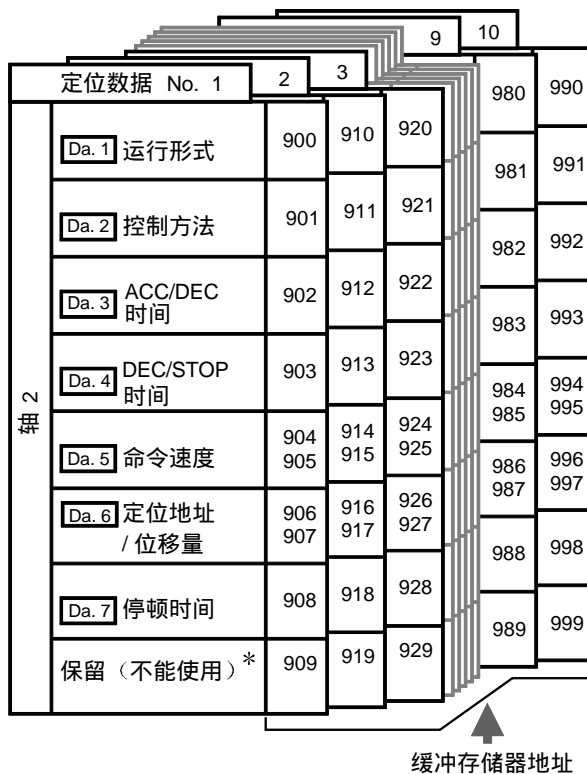 9 10
定位数据 No. 1 2 3
轴 2
Da. 1 运行形式 900 910 920 980 990
Da. 2 控制方法 901 911 921 981 991
Da. 3 ACC/DEC
时间 902 912 922 982 992
Da. 4 DEC/STOP
时间 903 913 923 983 993
Da. 5 命令速度 904 914 924 984 994
905 915 925 985 995
Da. 6 定位地址 906 916 926 986 996
/ 位移量 907 917 927 987 997
Da. 7 停顿时间 908 918 928 988 998
保留（不能使用）* 909 919 929 989 999
缓冲存储器地址